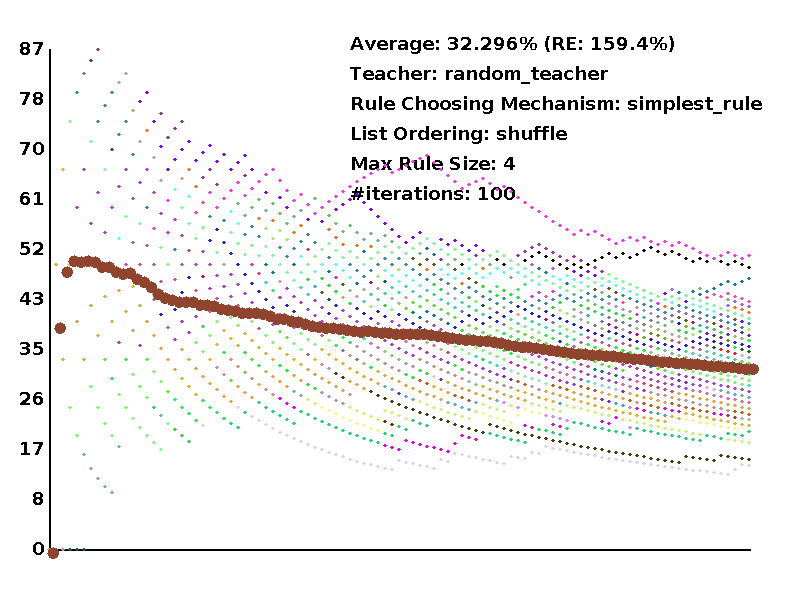 Average: 32.296% (RE: 159.4%)
Teacher: random_teacher
Rule Choosing Mechanism: simplest_rule
List Ordering: shuffle
Max Rule Size: 4
#iterations: 100
87
78
70
61
52
43
35
26
17
8
0